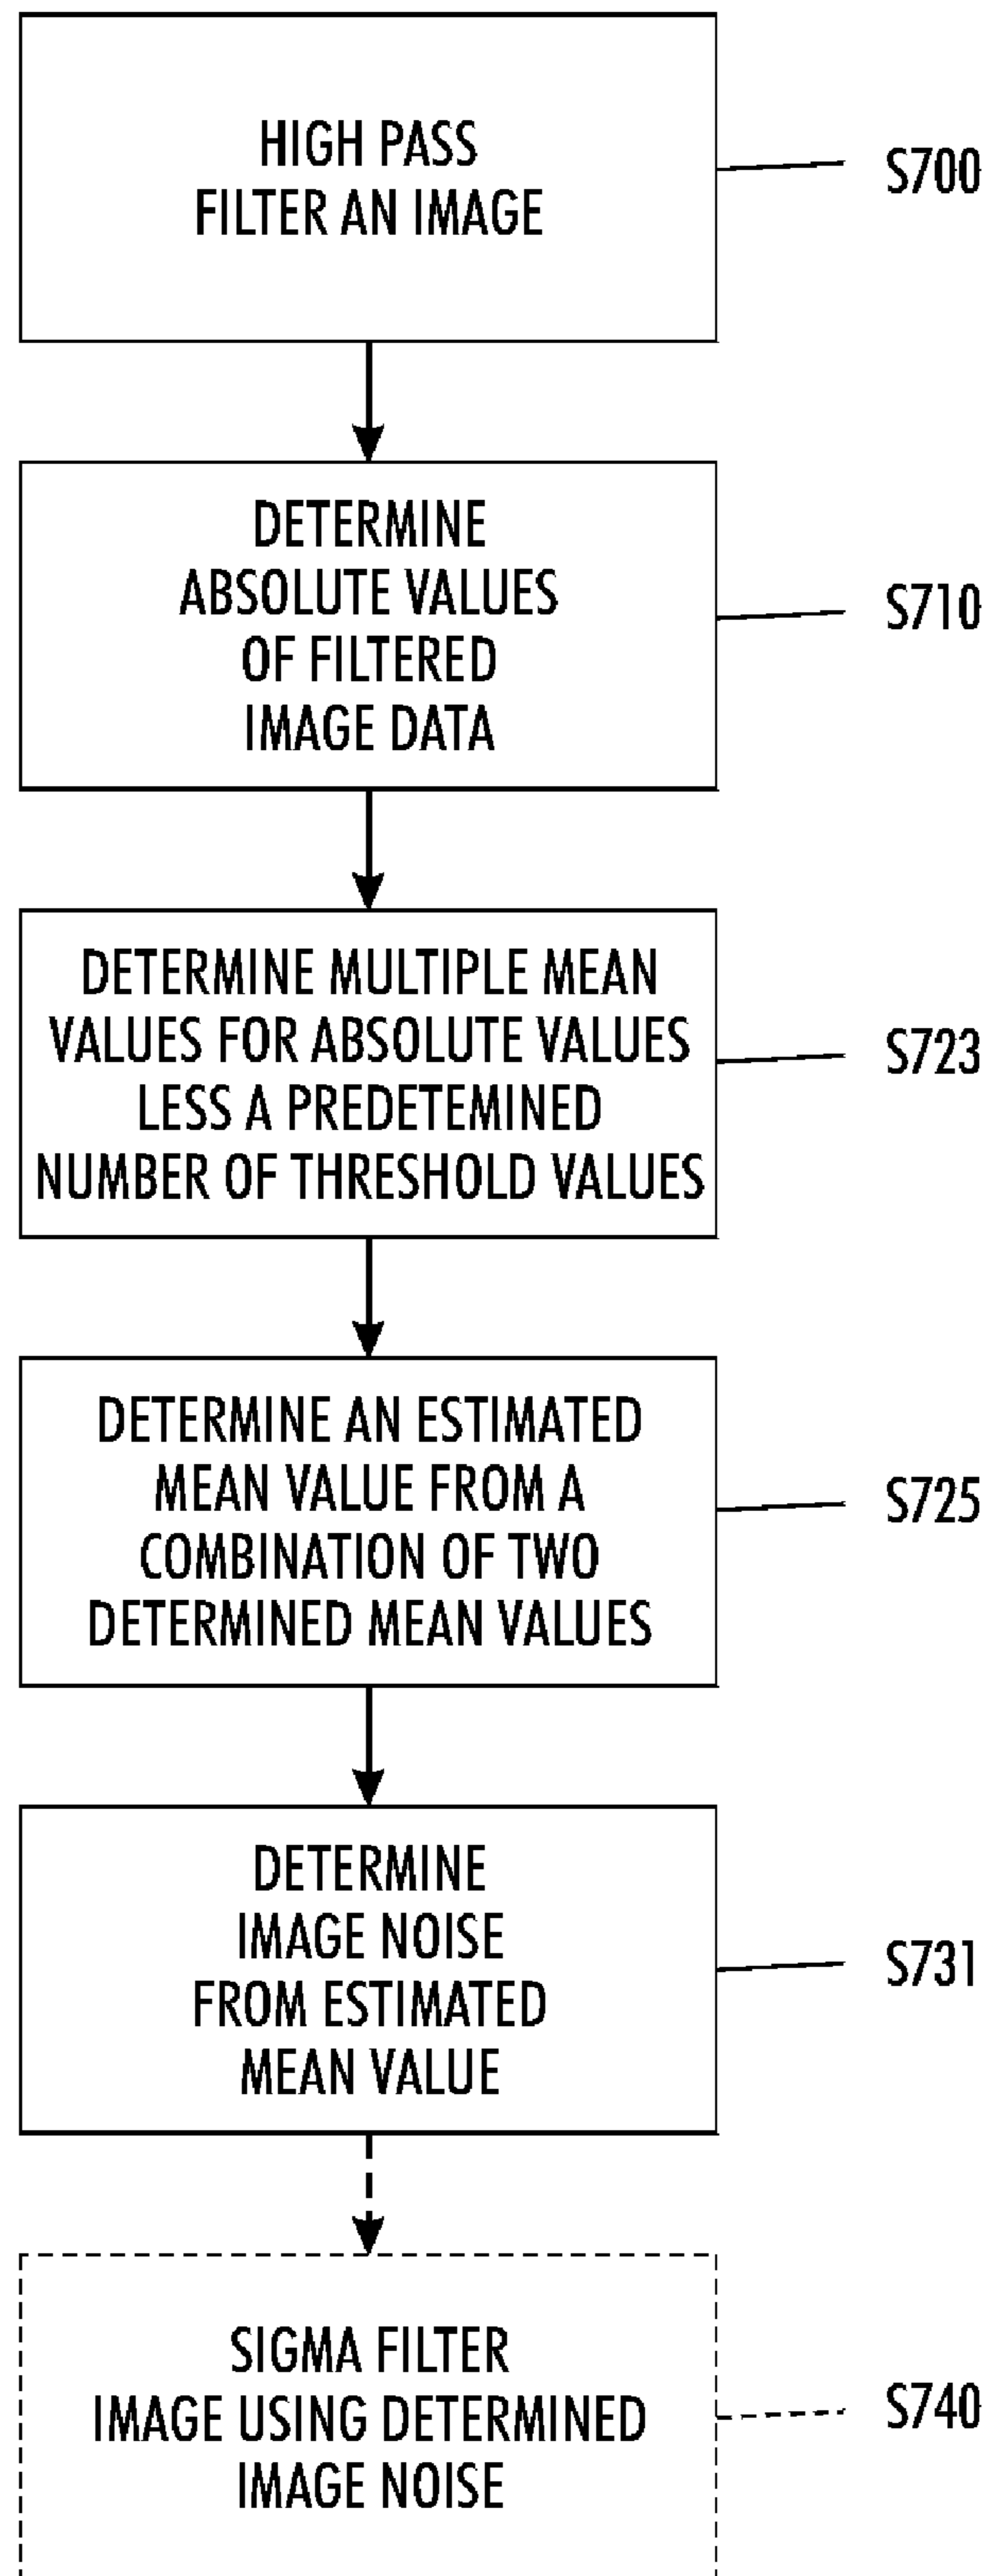 HIGH PASS
FILTER AN IMAGE
S700
DETERMINE
ABSOLUTE VALUES
OF FILTERED
IMAGE DATA
S710
DETERMINE MULTIPLE MEAN
VALUES FOR ABSOLUTE VALUES
LESS A PREDETEMINED
NUMBER OF THRESHOLD VALUES
S723
DETERMINE AN ESTIMATED
MEAN VALUE FROM A
COMBINATION OF TWO
DETERMINED MEAN VALUES
S725
DETERMINE
IMAGE NOISE
FROM ESTIMATED
MEAN VALUE
S731
SIGMA FILTER
IMAGE USING DETERMINED
IMAGE NOISE
S740